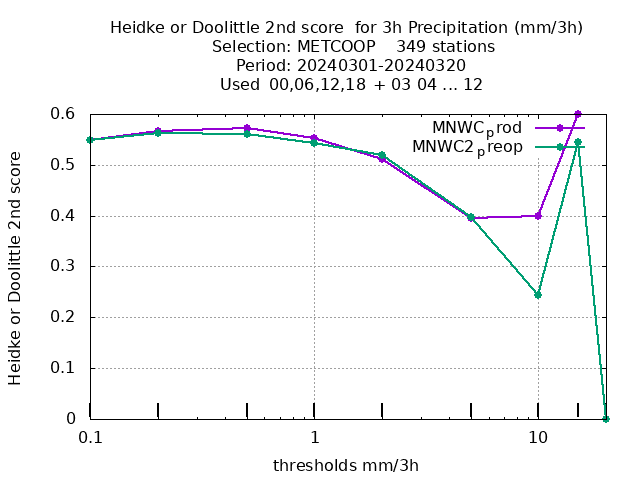 Heidke or Doolittle 2nd score  for 3h Precipitation (mm/3h)
Selection: METCOOP    349 stations
Period: 20240301-20240320
Used  00,06,12,18  + 03 04 ... 12
MNWCprod
MNWC2preop
Heidke or Doolittle 2nd score
0.6
0.5
0.4
0.3
0.2
0.1
0
0.1 1 10
thresholds mm/3h